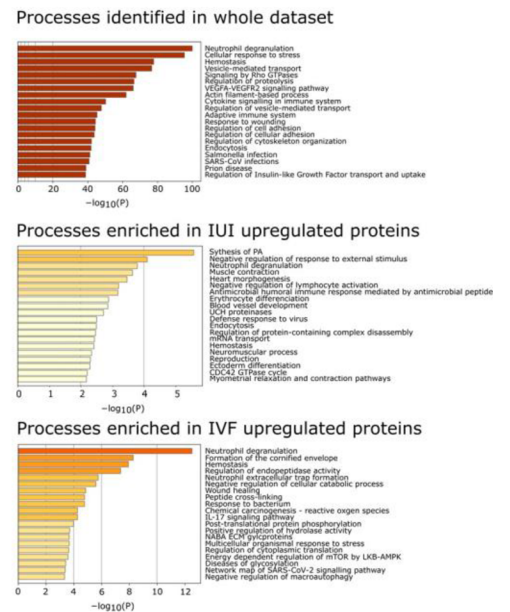 Processes identified in whole dataset
Neutrophil degranulation
Cellular response to stress
Hemostasis
Vesicle-mediated transport
Signaling by Rho GTPases
Regulation of proteolysis
VEGFA-VEGFR2 signalling pathway
Actin filament-based process
Cytokine signalling in immune system
Regulation of vesicle-mediated transport
Adaptive immune system
Response to wounding
Regulation of cell adhesion
Regulation of cellular adhesion
Regulation of cytoskeleton organization
Endocytosis
Salmonella infection
SARS-CoV infections
Prion disease
Regulation of Insulin-like Growth Factor transport and uptake
0 20 40 60 80 100
−log10(P)
Processes enriched in IUI upregulated proteins
Sythesis of PA
Negative regulation of response to external stimulus
Neutrophil degranulation
Muscle contraction
Heart morphogenesis
Negative regulation of lymphocyte activation
Antimicrobial humoral immune response mediated by antimicrobial peptide
Erythrocyte differenciation
Blood vessel development
UCH proteinases
Defense response to virus
Endocytosis
Regulation of protein-containing complex disassembly
mRNA transport
Hemostasis
Neuromuscular process
Reproduction
Ectoderm differentiation
CDC42 GTPase cycle
Myometrial relaxation and contraction pathways
0 1 2 3 4 5
−log10(P)
Processes enriched in IVF upregulated proteins
Neutrophil degranulation
Formation of the cornified envelope
Hemostasis
Regulation of endopeptidase activity
Neutrophil extracellular trap formation
Negative regulation of cellular catabolic process
Wound healing
Peptide cross-linking
Response to bacterium
Chemical carcinogenesis - reactive oxgen species
IL-17 signaling pathway
Post-translational protein phosphorylation
Positive regulation of hydrolase activity
NABA ECM gylcproteins
Multicellular organismal response to stress
Regulation of cytoplasmic translation
Energy dependent regulation of mTOR by LKB-AMPK
Diseases of glycosylation
Network map of SARS-CoV-2 signalling pathway
Negative regulation of macroautophagy
0 2 4 6 8 10 12
−log10(P)